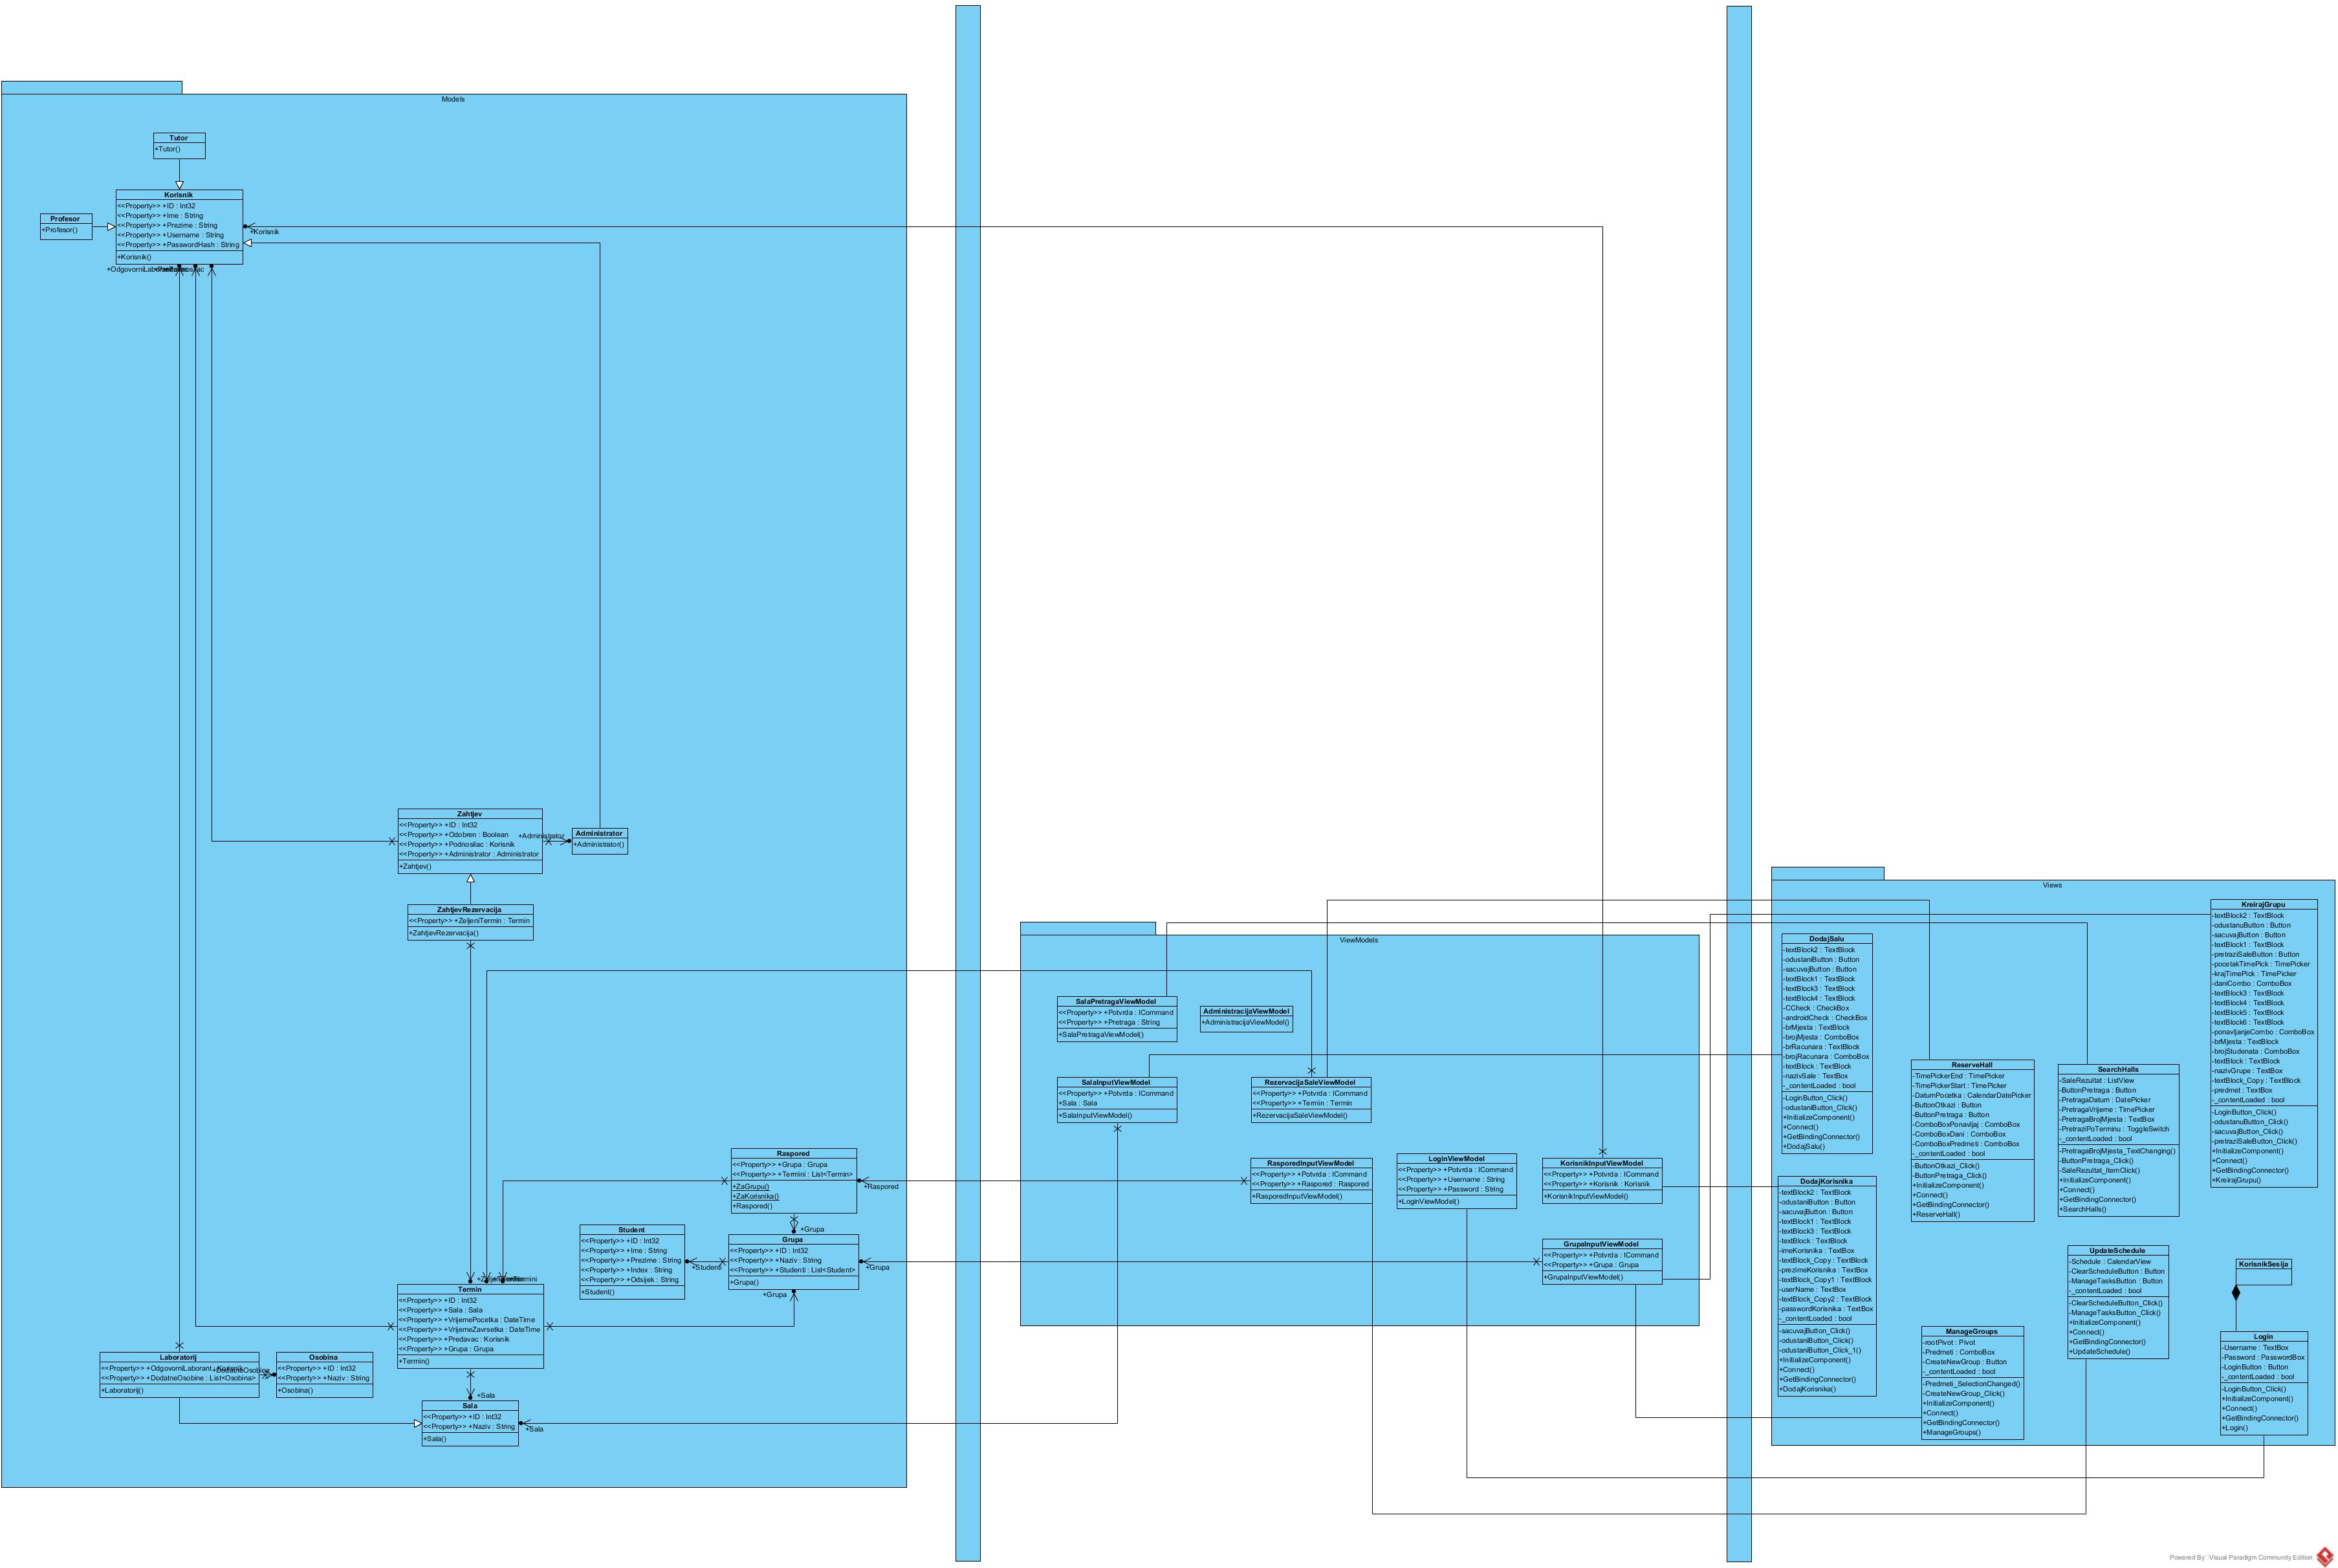 Models
Tutor
+Tutor()
Korisnik
<<Property>> +ID : Int32
<<Property>> +Ime : String
<<Property>> +Prezime : String
<<Property>> +Username : String
<<Property>> +PasswordHash : String
+Korisnik()
Profesor
+Profesor()
+Korisnik
Zahtjev
<<Property>> +ID : Int32
<<Property>> +Odobren : Boolean
<<Property>> +Podnosilac : Korisnik
<<Property>> +Administrator : Administrator
+Zahtjev()
+Administrator
Administrator
+Administrator()
ZahtjevRezervacija
<<Property>> +ZeljeniTermin : Termin
+ZahtjevRezervacija()
Raspored
<<Property>> +Grupa : Grupa
<<Property>> +Termini : List<Termin>
+ZaGrupu()
+ZaKorisnika()
+Raspored()
+Raspored
+Grupa
Student
<<Property>> +ID : Int32
<<Property>> +Ime : String
<<Property>> +Prezime : String
<<Property>> +Index : String
<<Property>> +Odsijek : String
+Student()
+Studenti
Grupa
<<Property>> +ID : Int32
<<Property>> +Naziv : String
<<Property>> +Studenti : List<Student>
+Grupa()
+Grupa
+Grupa
Termin
<<Property>> +ID : Int32
<<Property>> +Sala : Sala
<<Property>> +VrijemePocetka : DateTime
<<Property>> +VrijemeZavrsetka : DateTime
<<Property>> +Predavac : Korisnik
<<Property>> +Grupa : Grupa
+Termin()
Laboratorij
<<Property>> +OdgovorniLaborant : Korisnik
<<Property>> +DodatneOsobine : List<Osobina>
+Laboratorij()
+DodatneOsobine
Osobina
<<Property>> +ID : Int32
<<Property>> +Naziv : String
+Osobina()
+Sala
Sala
<<Property>> +ID : Int32
<<Property>> +Naziv : String
+Sala()
+Sala
ViewModels
SalaPretragaViewModel
<<Property>> +Potvrda : ICommand
<<Property>> +Pretraga : String
+SalaPretragaViewModel()
AdministracijaViewModel
+AdministracijaViewModel()
SalaInputViewModel
<<Property>> +Potvrda : ICommand
+Sala : Sala
+SalaInputViewModel()
RezervacijaSaleViewModel
<<Property>> +Potvrda : ICommand
<<Property>> +Termin : Termin
+RezervacijaSaleViewModel()
RasporedInputViewModel
<<Property>> +Potvrda : ICommand
<<Property>> +Raspored : Raspored
+RasporedInputViewModel()
LoginViewModel
<<Property>> +Potvrda : ICommand
<<Property>> +Username : String
<<Property>> +Password : String
+LoginViewModel()
KorisnikInputViewModel
<<Property>> +Potvrda : ICommand
<<Property>> +Korisnik : Korisnik
+KorisnikInputViewModel()
GrupaInputViewModel
<<Property>> +Potvrda : ICommand
<<Property>> +Grupa : Grupa
+GrupaInputViewModel()
Views
DodajSalu
-textBlock2 : TextBlock
-odustaniButton : Button
-sacuvajButton : Button
-textBlock1 : TextBlock
-textBlock3 : TextBlock
-textBlock4 : TextBlock
-CCheck : CheckBox
-androidCheck : CheckBox
-brMjesta : TextBlock
-brojMjesta : ComboBox
-brRacunara : TextBlock
-brojRacunara : ComboBox
-textBlock : TextBlock
-nazivSale : TextBox
-_contentLoaded : bool
-LoginButton_Click()
-odustaniButton_Click()
+InitializeComponent()
+Connect()
+GetBindingConnector()
+DodajSalu()
DodajKorisnika
-textBlock2 : TextBlock
-odustaniButton : Button
-sacuvajButton : Button
-textBlock1 : TextBlock
-textBlock3 : TextBlock
-textBlock : TextBlock
-imeKorisnika : TextBox
-textBlock_Copy : TextBlock
-prezimeKorisnika : TextBox
-textBlock_Copy1 : TextBlock
-userName : TextBox
-textBlock_Copy2 : TextBlock
-passwordKorisnika : TextBox
-_contentLoaded : bool
-sacuvajButton_Click()
-odustaniButton_Click()
-odustaniButton_Click_1()
+InitializeComponent()
+Connect()
+GetBindingConnector()
+DodajKorisnika()
ReserveHall
-TimePickerEnd : TimePicker
-TimePickerStart : TimePicker
-DatumPocetka : CalendarDatePicker
-ButtonOtkazi : Button
-ButtonPretraga : Button
-ComboBoxPonavljaj : ComboBox
-ComboBoxDani : ComboBox
-ComboBoxPredmeti : ComboBox
-_contentLoaded : bool
-ButtonOtkazi_Click()
-ButtonPretraga_Click()
+InitializeComponent()
+Connect()
+GetBindingConnector()
+ReserveHall()
SearchHalls
-SaleRezultat : ListView
-ButtonPretraga : Button
-PretragaDatum : DatePicker
-PretragaVrijeme : TimePicker
-PretragaBrojMjesta : TextBox
-PretraziPoTerminu : ToggleSwitch
-_contentLoaded : bool
-PretragaBrojMjesta_TextChanging()
-ButtonPretraga_Click()
-SaleRezultat_ItemClick()
+InitializeComponent()
+Connect()
+GetBindingConnector()
+SearchHalls()
KreirajGrupu
-textBlock2 : TextBlock
-odustanuButton : Button
-sacuvajButton : Button
-textBlock1 : TextBlock
-pretraziSaleButton : Button
-pocetakTimePick : TimePicker
-krajTimePick : TimePicker
-daniCombo : ComboBox
-textBlock3 : TextBlock
-textBlock4 : TextBlock
-textBlock5 : TextBlock
-textBlock6 : TextBlock
-ponavljanjeCombo : ComboBox
-brMjesta : TextBlock
-brojStudenata : ComboBox
-textBlock : TextBlock
-nazivGrupe : TextBox
-textBlock_Copy : TextBlock
-predmet : TextBox
-_contentLoaded : bool
-LoginButton_Click()
-odustanuButton_Click()
-sacuvajButton_Click()
-pretraziSaleButton_Click()
+InitializeComponent()
+Connect()
+GetBindingConnector()
+KreirajGrupu()
UpdateSchedule
-Schedule : CalendarView
-ClearScheduleButton : Button
-ManageTasksButton : Button
-_contentLoaded : bool
-ClearScheduleButton_Click()
-ManageTasksButton_Click()
+InitializeComponent()
+Connect()
+GetBindingConnector()
+UpdateSchedule()
KorisnikSesija
ManageGroups
-rootPivot : Pivot
-Predmeti : ComboBox
-CreateNewGroup : Button
-_contentLoaded : bool
-Predmeti_SelectionChanged()
-CreateNewGroup_Click()
+InitializeComponent()
+Connect()
+GetBindingConnector()
+ManageGroups()
Login
-Username : TextBox
-Password : PasswordBox
-LoginButton : Button
-_contentLoaded : bool
-LoginButton_Click()
+InitializeComponent()
+Connect()
+GetBindingConnector()
+Login()
Powered By Visual Paradigm Community Edition